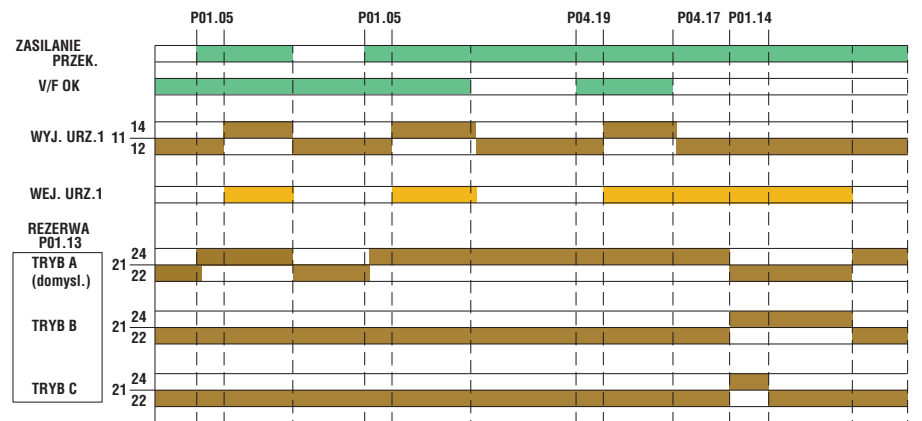 P01.05 P01.05 P04.19 P04.17 P01.14
ZASILANIE
PRZEK.
V/F OK
14
WYJ. URZ.1 11
12
WEJ. URZ.1
REZERWA
P01.13
24
TRYB A 21
(domysl.) 22
24
TRYB B 21
22
24
TRYB C 21
22